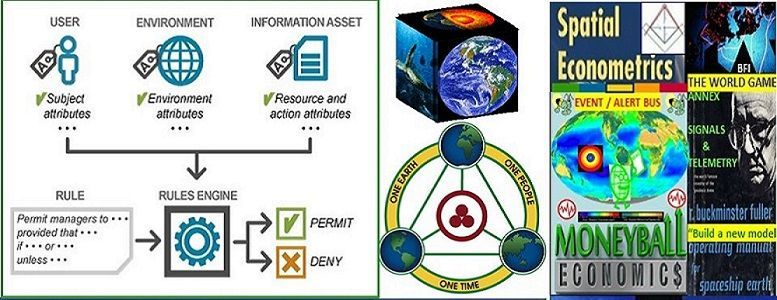 USER
ENVIRONMENT
INFORMATION ASSET
Subject
attributes
•••
Environment
attributes
•••
Resource and
action attributes
•••
RULE
RULES ENGINE
Permit managers to •••
provided that •••
if ••• or •••
unless •••
PERMIT
DENY
ONE EARTH
ONE PEOPLE
ONE TIME
Spatial
Econometrics
EVENT / ALERT BUS
MONEYBALL
ECONOMIC$
BFI
THE WORLD GAME
ANNEX
SIGNALS
&
TELEMETRY
r. buckminster fuller
"Build a new model
operating manual
for
spaceship earth